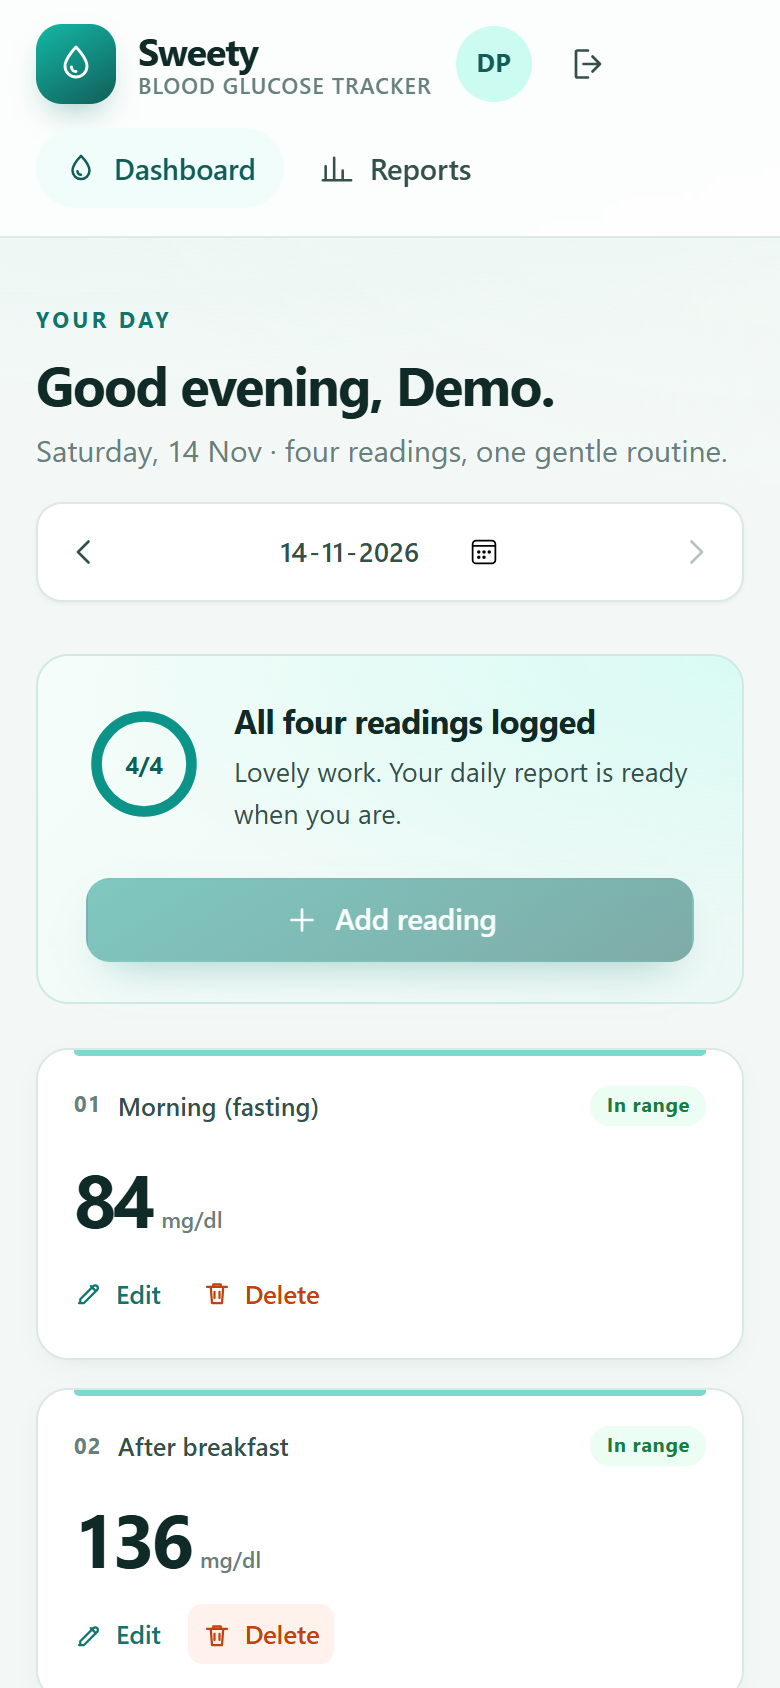 Sweety
BLOOD GLUCOSE TRACKER
DP
Dashboard
Reports
YOUR DAY
Good evening, Demo.
Saturday, 14 Nov · four readings, one gentle routine.
14-11-2026
4/4
All four readings logged
Lovely work. Your daily report is ready
when you are.
Add reading
01 Morning (fasting)
In range
84 mg/dl
Edit
Delete
02 After breakfast
In range
136 mg/dl
Edit
Delete